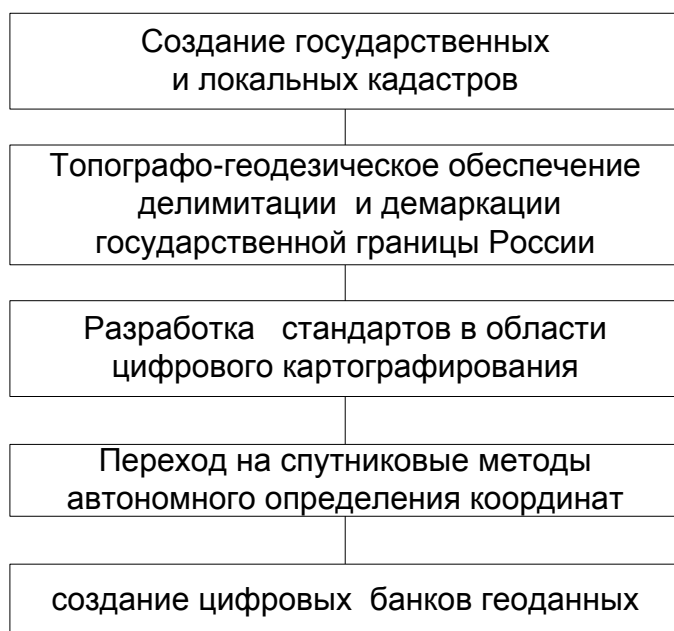 Создание государственных
и локальных кадастров
Топографо-геодезическое обеспечение
делимитации и демаркации
государственной границы России
Разработка стандартов в области
цифрового картографирования
Переход на спутниковые методы
автономного определения координат
создание цифровых банков геоданных